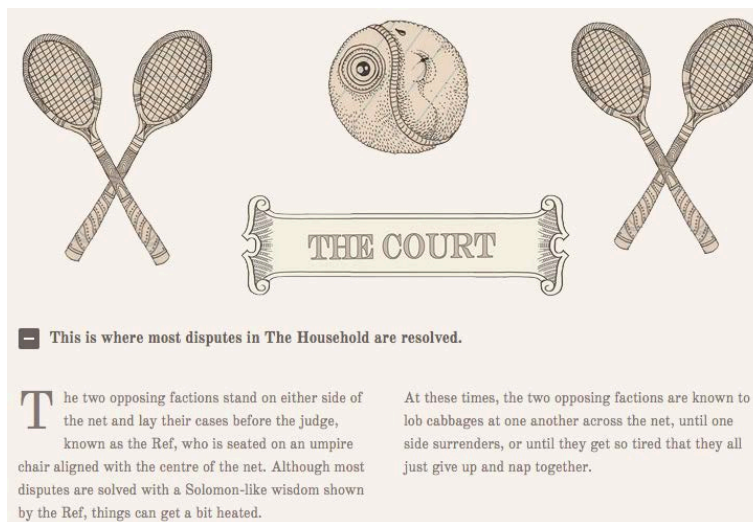 THE COURT
This is where most disputes in The Household are resolved.
The two opposing factions stand on either side of
the net and lay their cases before the judge,
known as the Ref, who is seated on an umpire
chair aligned with the centre of the net. Although most
disputes are solved with a Solomon-like wisdom shown
by the Ref, things can get a bit heated.
At these times, the two opposing factions are known to
lob cabbages at one another across the net, until one
side surrenders, or until they get so tired that they all
just give up and nap together.